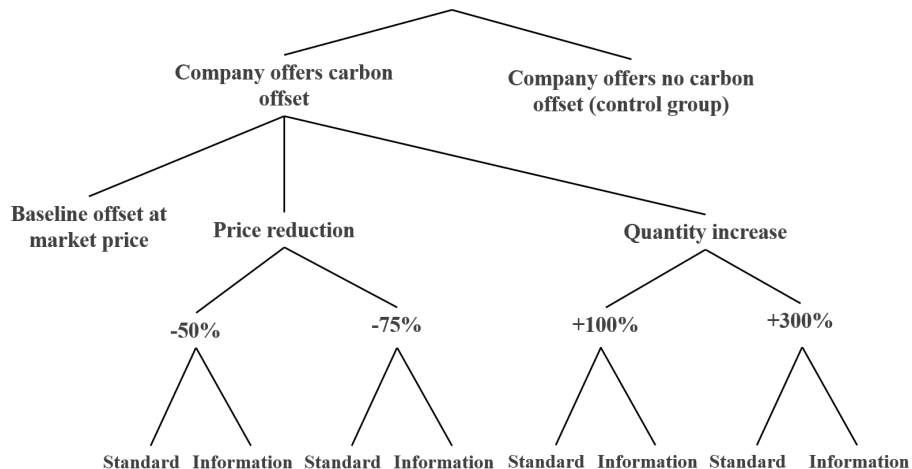 Company offers carbon
offset
Company offers no carbon
offset (control group)
Baseline offset at
market price
Price reduction
Quantity increase
-50%
-75%
+100%
+300%
Standard Information Standard Information Standard Information Standard Information